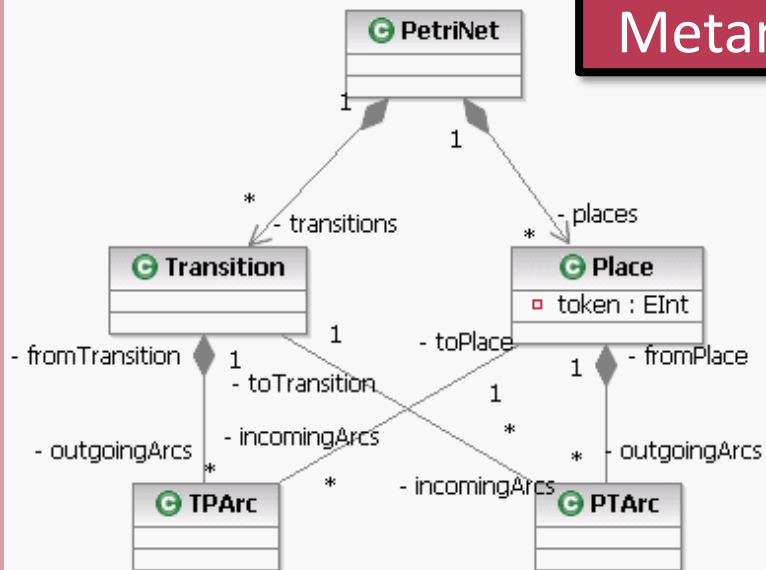 PetriNet
Metar
1
1
*
- transitions
- places
*
Transition
Place
token : EInt
- fromTransition
1
1
- toPlace
1
- fromPlace
- toTransition
1
- outgoingArcs
- incomingArcs
*
*
- outgoingArcs
*
*
- incomingArcs
TPArc
PTArc